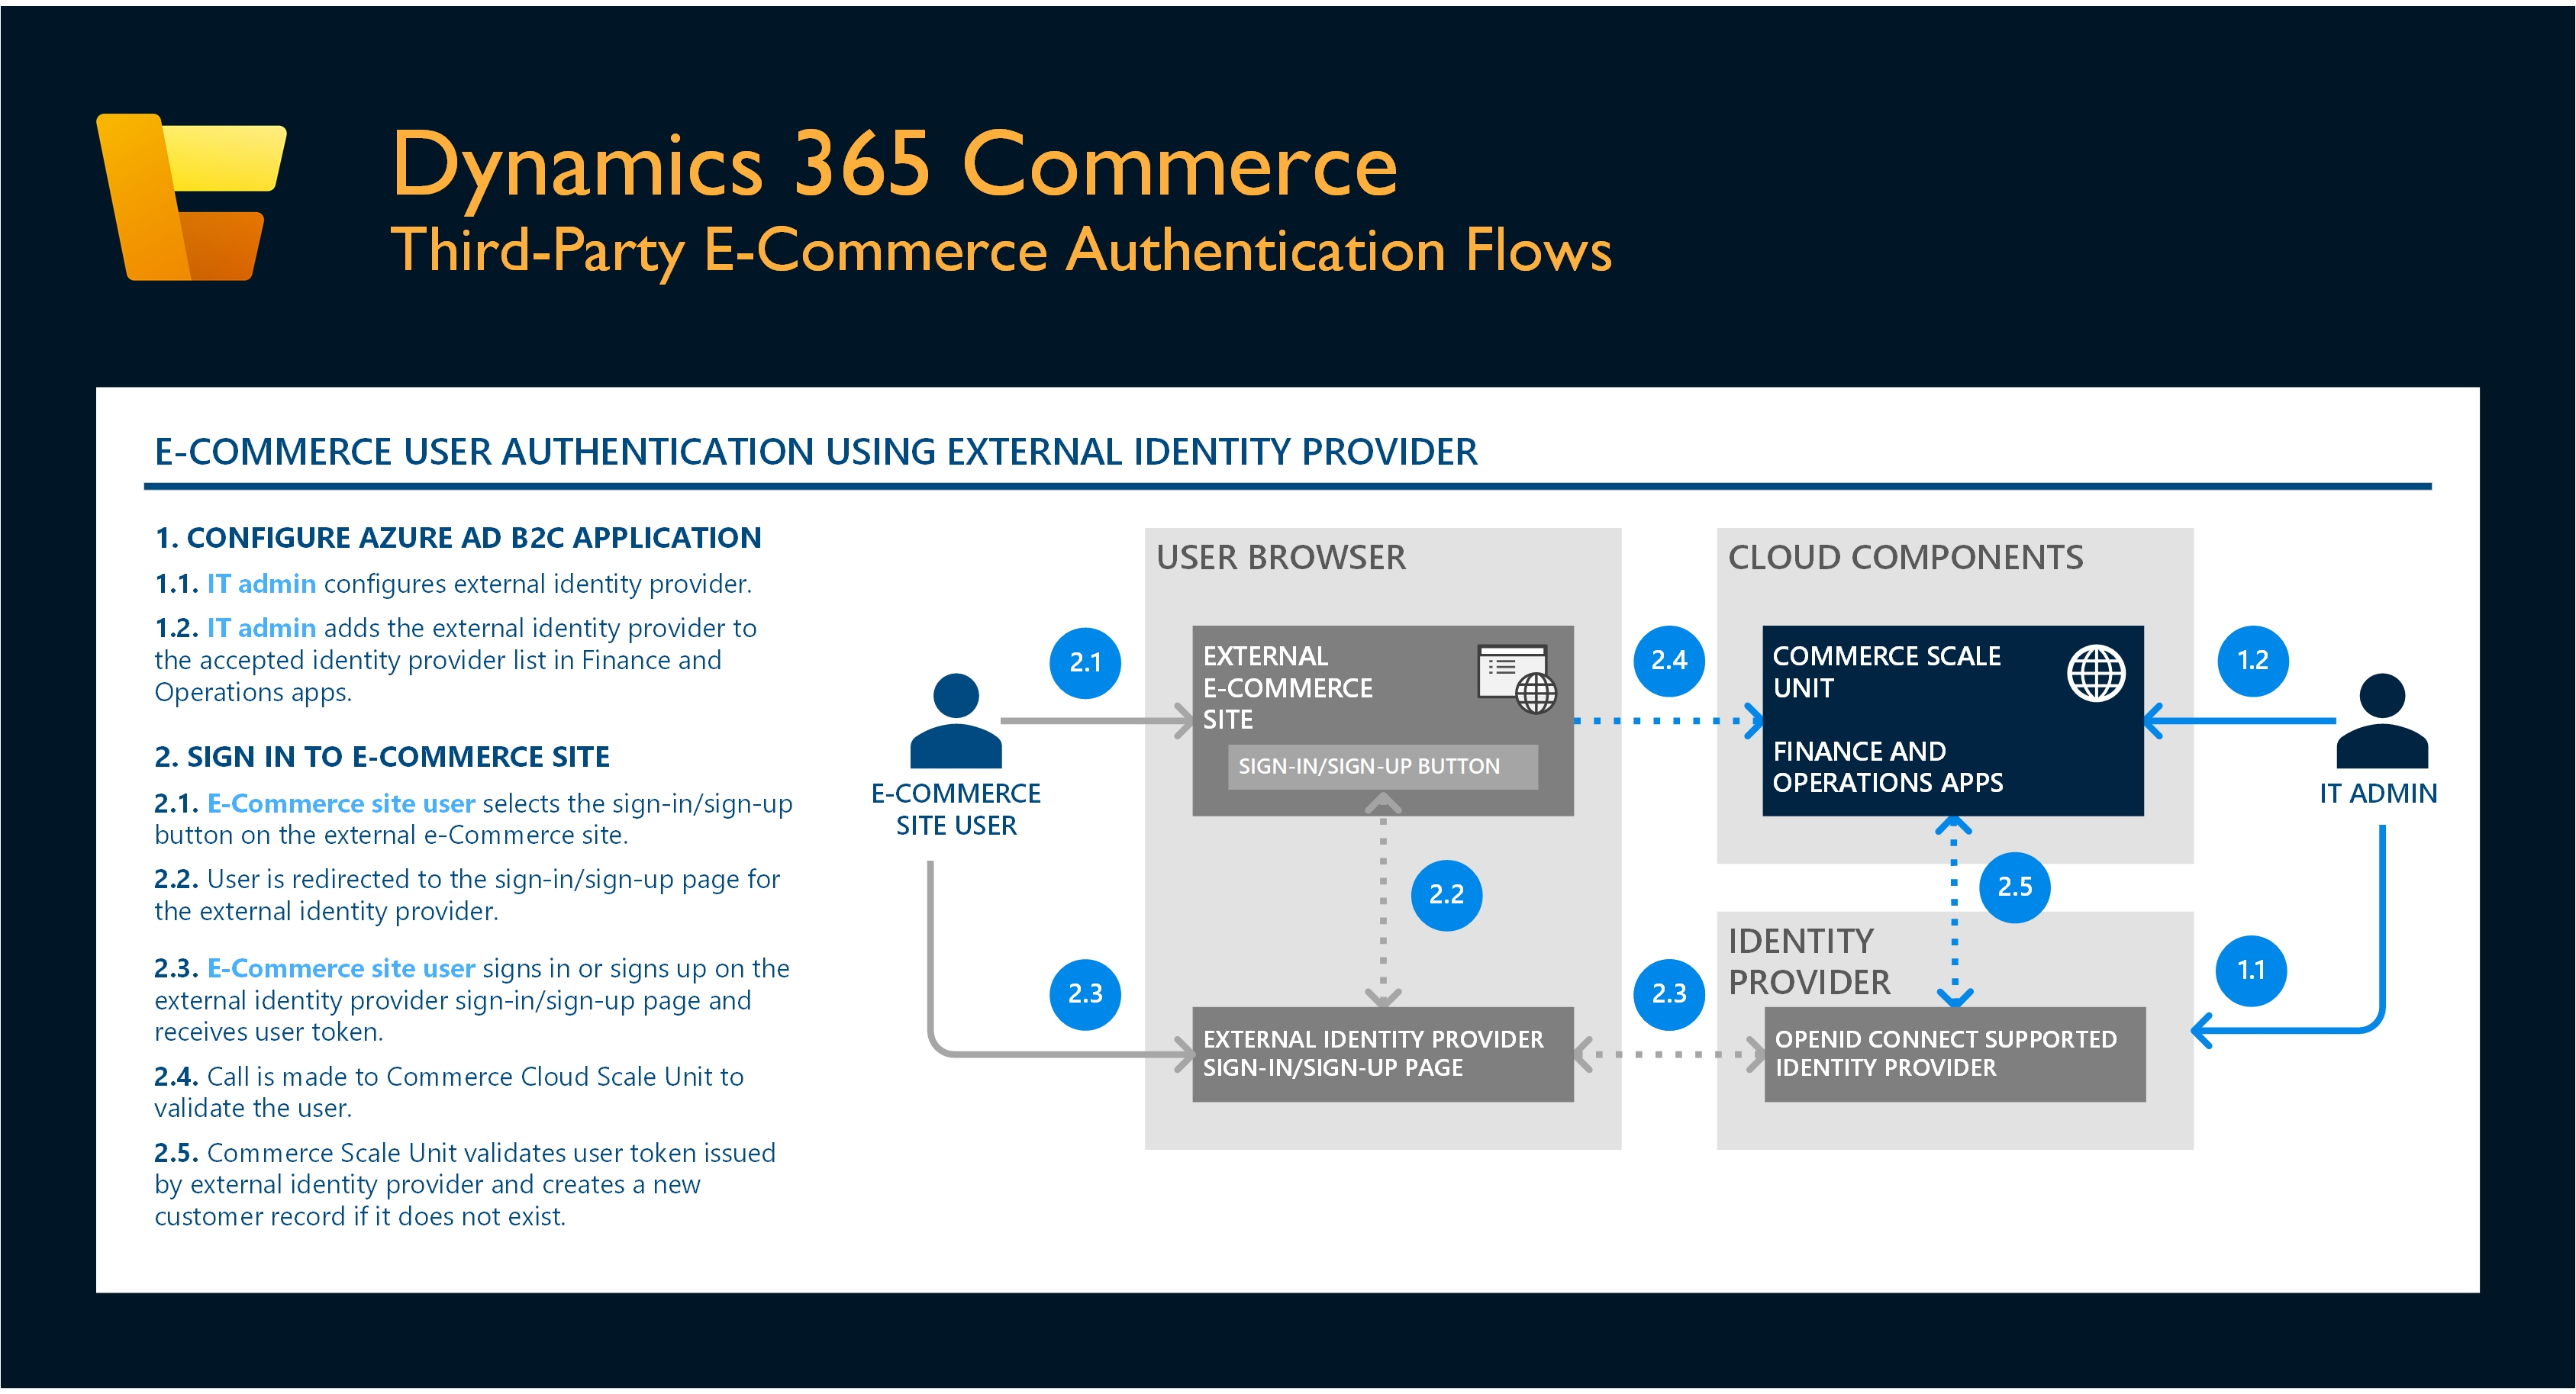 Dynamics 365 Commerce
Third-Party E-Commerce Authentication Flows
E-COMMERCE USER AUTHENTICATION USING EXTERNAL IDENTITY PROVIDER
1. CONFIGURE AZURE AD B2C APPLICATION
1.1. IT admin configures external identity provider.
1.2. IT admin adds the external identity provider to
the accepted identity provider list in Finance and
Operations apps.
2. SIGN IN TO E-COMMERCE SITE
2.1. E-Commerce site user selects the sign-in/sign-up
button on the external e-Commerce site.
2.2. User is redirected to the sign-in/sign-up page for
the external identity provider.
2.3. E-Commerce site user signs in or signs up on the
external identity provider sign-in/sign-up page and
receives user token.
2.4. Call is made to Commerce Cloud Scale Unit to
validate the user.
2.5. Commerce Scale Unit validates user token issued
by external identity provider and creates a new
customer record if it does not exist.
E-COMMERCE
SITE USER
2.1
2.3
USER BROWSER
EXTERNAL
E-COMMERCE
SITE
SIGN-IN/SIGN-UP BUTTON
2.2
EXTERNAL IDENTITY PROVIDER
SIGN-IN/SIGN-UP PAGE
2.4
2.3
CLOUD COMPONENTS
COMMERCE SCALE
UNIT
FINANCE AND
OPERATIONS APPS
2.5
IDENTITY
PROVIDER
OPENID CONNECT SUPPORTED
IDENTITY PROVIDER
1.2
IT ADMIN
1.1